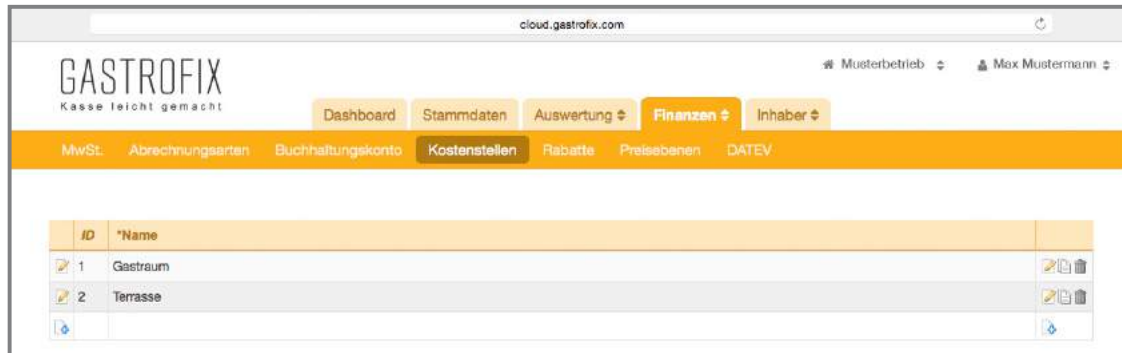 cloud.gastrofix.com
GASTROFIX
Kasse leicht gemacht
Musterbetrieb Max Mustermann
Dashboard Stammdaten Auswertung Finanzen Inhaber
MwSt. Abrechnungsarten Buchhaltungskonto Kostenstellen Rabatte Preisebenen DATEV
ID *Name
1 Gastraum
2 Terrasse